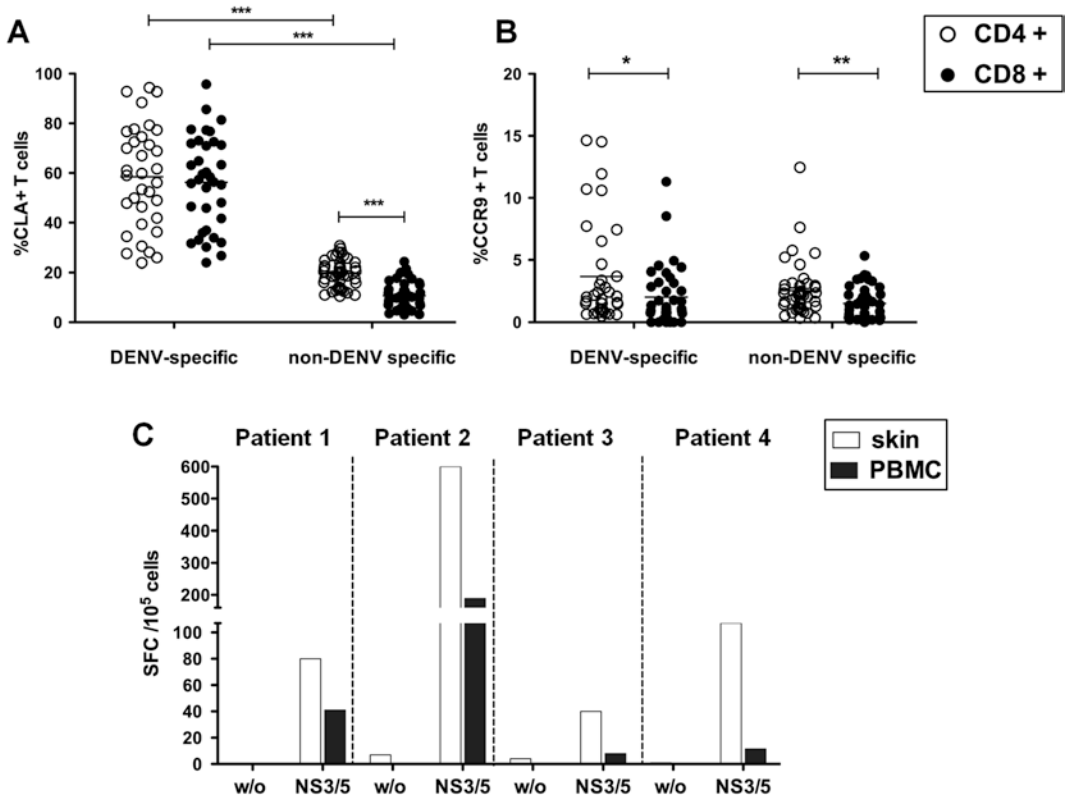 A
***
***
***
%CLA+ T cells
100
80
60
40
20
0
DENV-specific
non-DENV specific
B
*
**
%CCR9 + T cells
20
15
10
5
0
DENV-specific
non-DENV specific
CD4 +
CD8 +
C
Patient 1
Patient 2
Patient 3
Patient 4
skin
PBMC
SFC /10⁵ cells
600
500
400
300
200
100
80
60
40
20
0
w/o
NS3/5
w/o
NS3/5
w/o
NS3/5
w/o
NS3/5